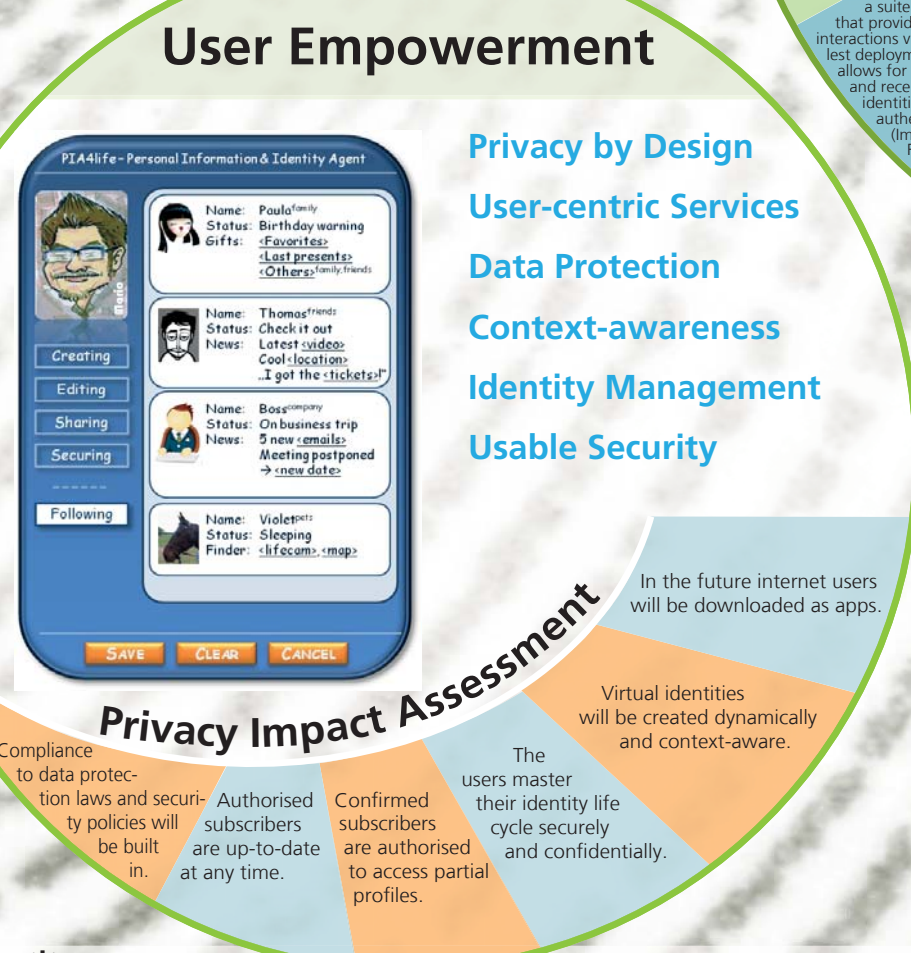 User Empowerment
PIA4life – Personal Information & Identity Agent
Mario
Creating
Editing
Sharing
Securing
------
Following
Name: Paula family
Status: Birthday warning
Gifts: <Favorites>
<Last presents>
<Others> family, friends
Name: Thomas friends
Status: Check it out
News: Latest <video>
Cool <location>
„I got the <tickets>!"
Name: Boss company
Status: On business trip
News: 5 new <emails>
Meeting postponed
→ <new date>
Name: Violet pets
Status: Sleeping
Finder: <lifecam>, <map>
SAVE CLEAR CANCEL
Privacy by Design
User-centric Services
Data Protection
Context-awareness
Identity Management
Usable Security
a suite
that provid
interactions v
lest deploym
allows for
and rece
identiti
autho
(Im
Privacy Impact Assessment
In the future internet users
will be downloaded as apps.
Virtual identities
will be created dynamically
and context-aware.
The
users master
their identity life
cycle securely
and confidentially.
Confirmed
subscribers
are authorised
to access partial
profiles.
Authorised
subscribers
are up-to-date
at any time.
Compliance
to data protec-
tion laws and securi-
ty policies will
be built
in.